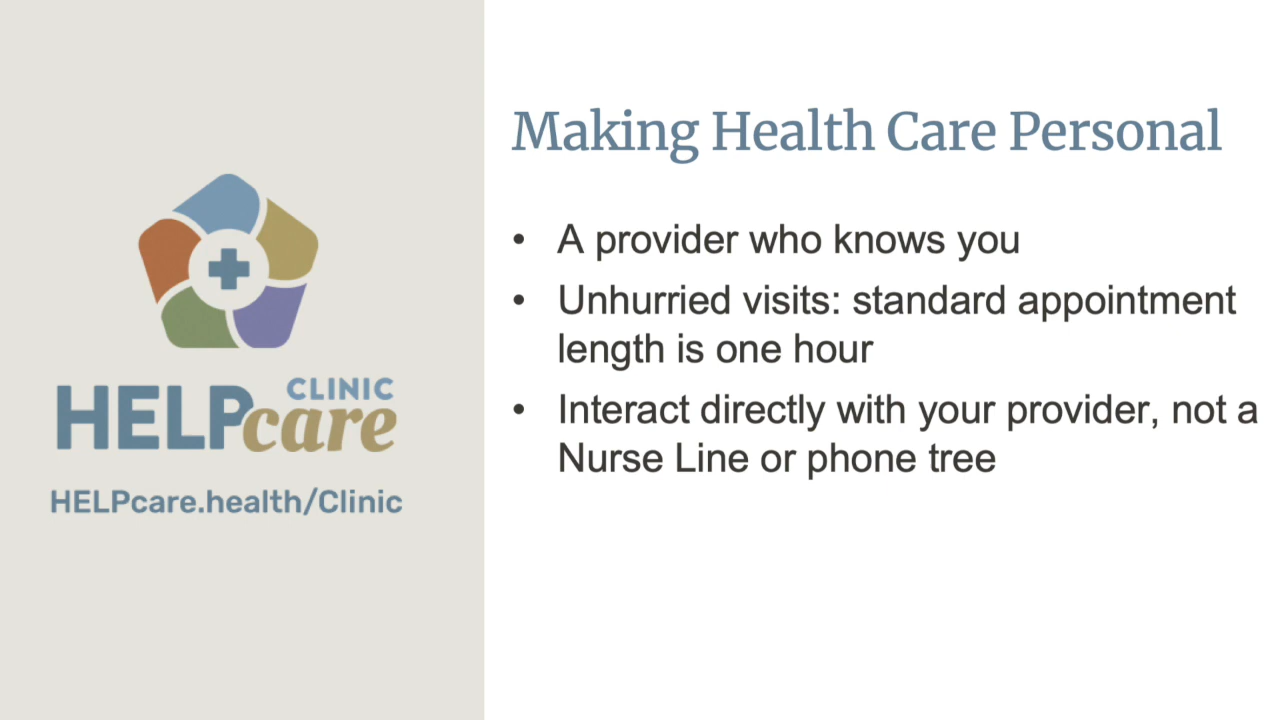 CLINIC
HELPcare
HELPcare.health/Clinic
Making Health Care Personal
• A provider who knows you
• Unhurried visits: standard appointment
length is one hour
• Interact directly with your provider, not a
Nurse Line or phone tree